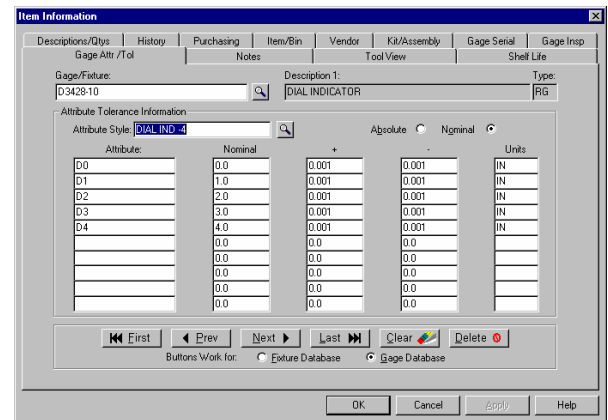 Item Information
Descriptions/Qtys History Purchasing Item/Bin Vendor Kit/Assembly Gage Serial Gage Insp
Gage Attr /Tol Notes Tool View Shelf Life
Gage/Fixture: Description 1: Type:
D3428-10 DIAL INDICATOR RG
Attribute Tolerance Information
Attribute Style: DIAL IND -4 Absolute Nominal
Attribute: Nominal + - Units
D0 0.0 0.001 0.001 IN
D1 1.0 0.001 0.001 IN
D2 2.0 0.001 0.001 IN
D3 3.0 0.001 0.001 IN
D4 4.0 0.001 0.001 IN
0.0 0.0 0.0
0.0 0.0 0.0
0.0 0.0 0.0
0.0 0.0 0.0
0.0 0.0 0.0
First Prev Next Last Clear Delete
Buttons Work for: Fixture Database Gage Database
OK Cancel Apply Help